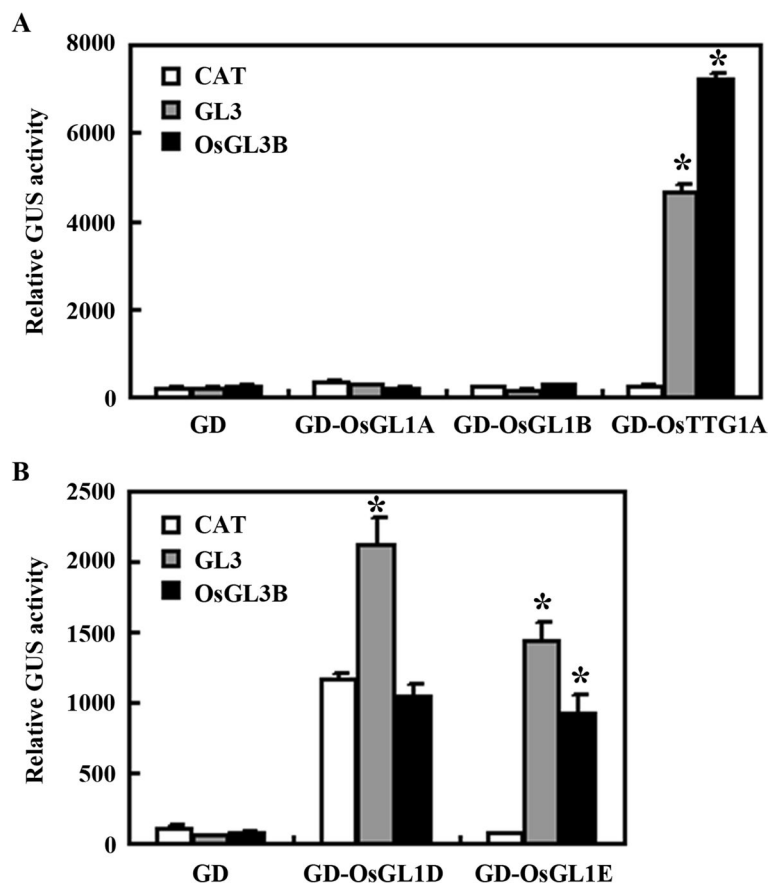 A
8000
6000
4000
2000
0
Relative GUS activity
CAT
GL3
OsGL3B
*
*
GD
GD-OsGL1A
GD-OsGL1B
GD-OsTTG1A
B
2500
2000
1500
1000
500
0
Relative GUS activity
CAT
GL3
OsGL3B
*
*
*
GD
GD-OsGL1D
GD-OsGL1E